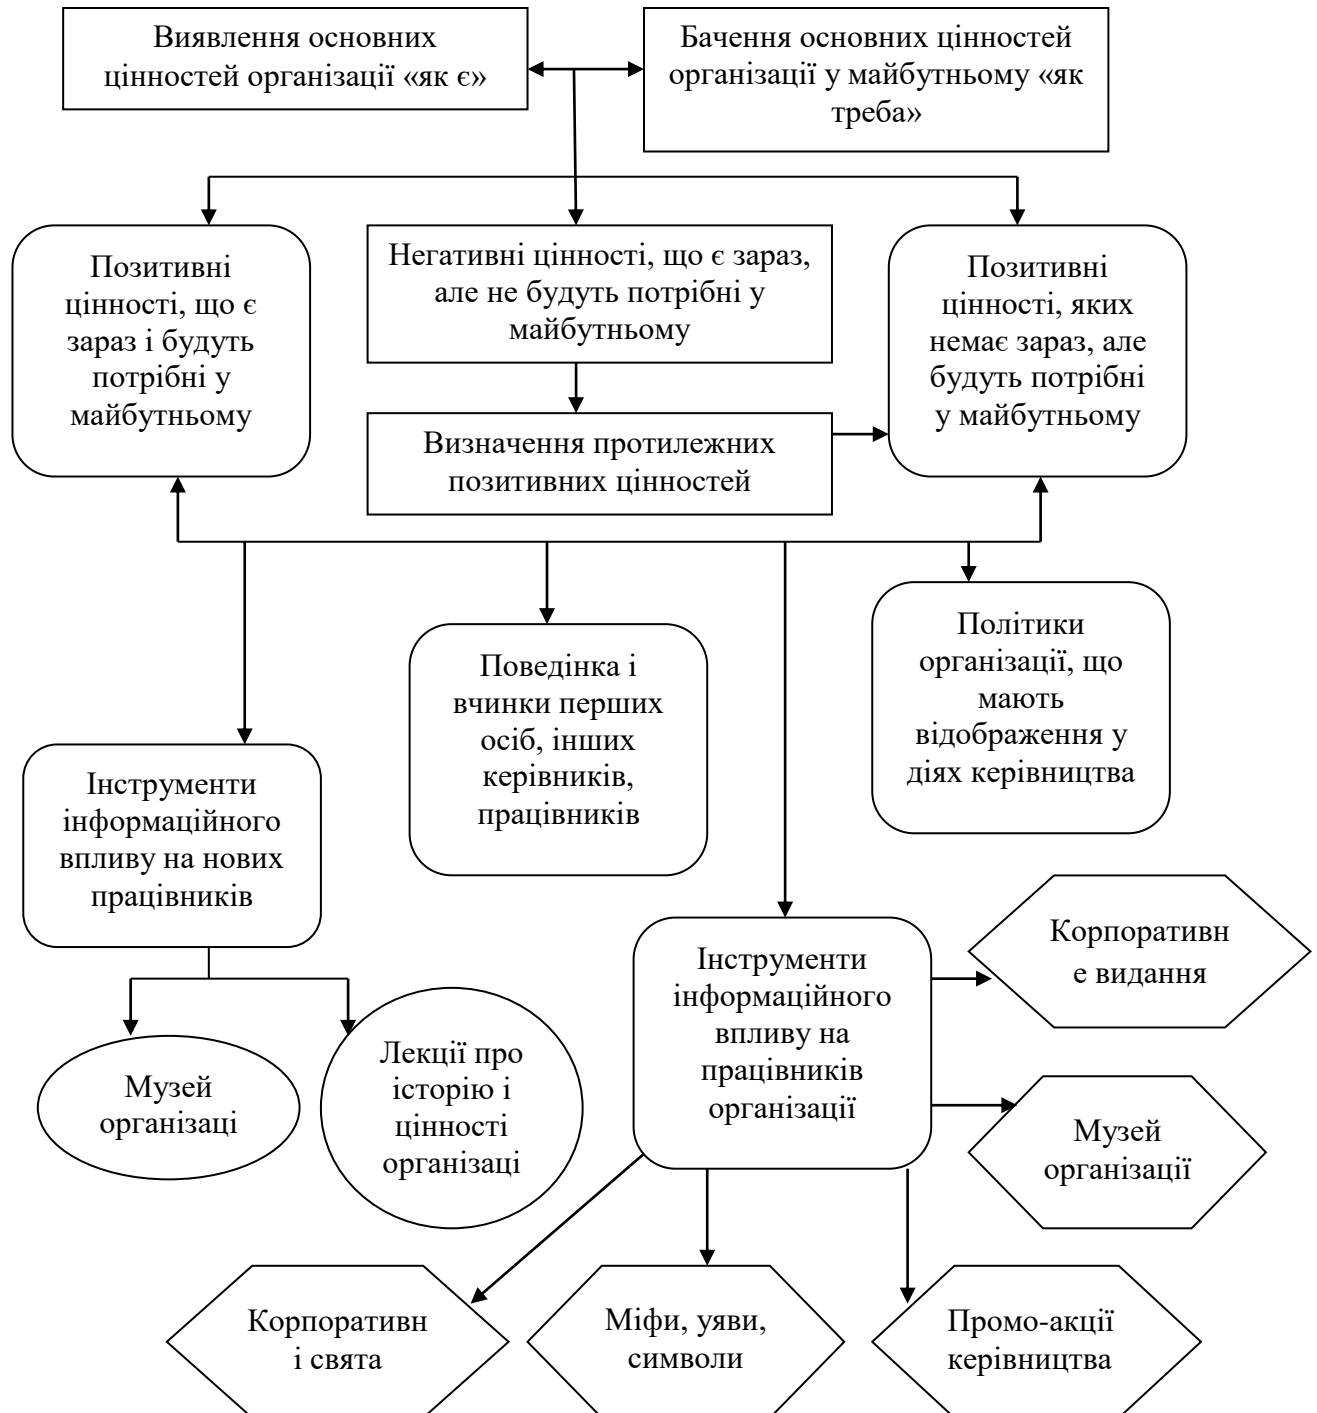 Виявлення основних
цінностей організації «як є»
Бачення основних цінностей
організації у майбутньому «як
треба»
Позитивні
цінності, що є
зараз і будуть
потрібні у
майбутньому
Негативні цінності, що є зараз,
але не будуть потрібні у
майбутньому
Позитивні
цінності, яких
немає зараз, але
будуть потрібні
у майбутньому
Визначення протилежних
позитивних цінностей
Політики
організації, що
мають
відображення у
діях керівництва
Поведінка і
вчинки перших
осіб, інших
керівників,
працівників
Інструменти
інформаційного
впливу на нових
працівників
Інструменти
інформаційного
впливу на
працівників
організації
Корпоративн
е видання
Музей
організаці
Лекції про
історію і
цінності
організаці
Музей
організації
Корпоративн
і свята
Міфи, уяви,
символи
Промо-акції
керівництва